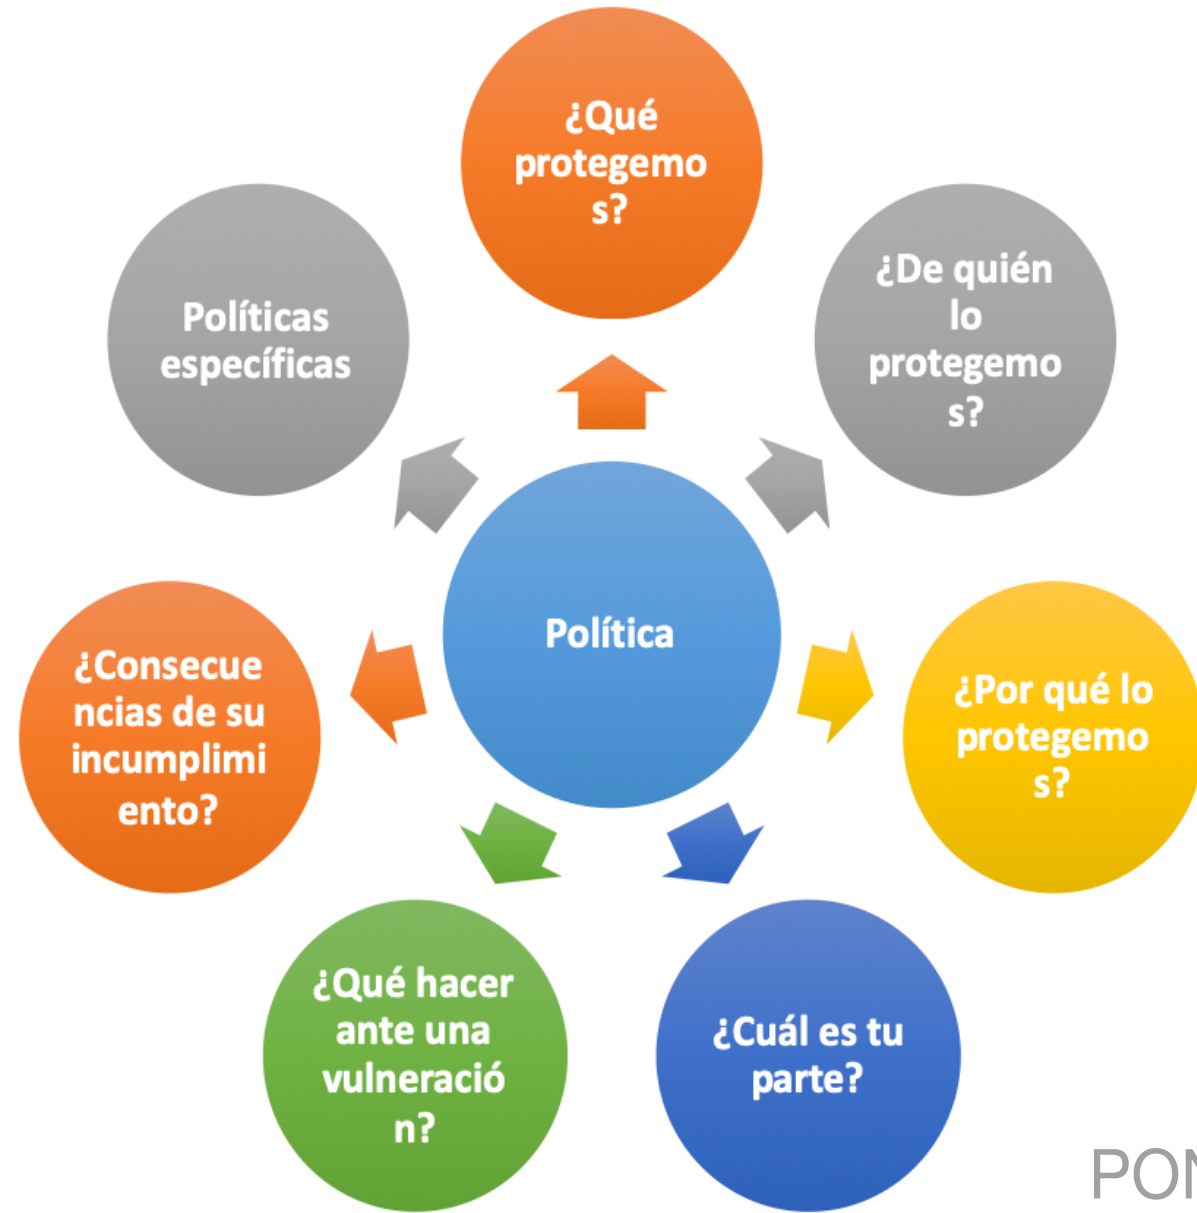 ¿Qué
protegemo
s?
¿De quién
lo
protegemo
s?
¿Por qué lo
protegemo
s?
¿Cuál es tu
parte?
¿Qué hacer
ante una
vulneració
n?
¿Consecue
ncias de su
incumplimi
ento?
Políticas
específicas
Política
PON